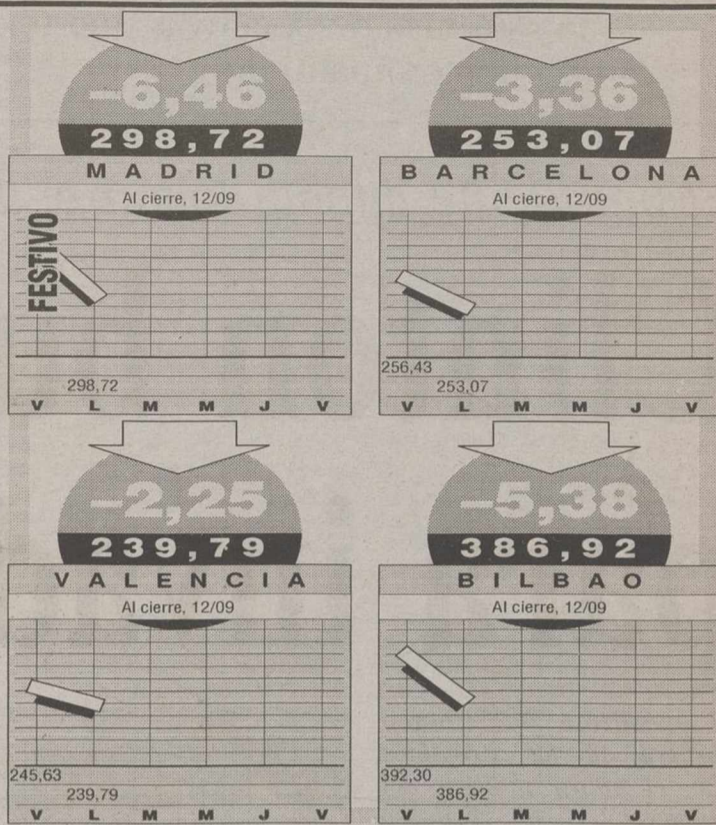 -6,46
298,72
MADRID
Al cierre, 12/09
FESTIVO
298,72
V L M M J V
-3,36
253,07
BARCELONA
Al cierre, 12/09
256,43
253,07
V L M M J V
-2,25
239,79
VALENCIA
Al cierre, 12/09
245,63
239,79
V L M M J V
-5,38
386,92
BILBAO
Al cierre, 12/09
392,30
386,92
V L M M J V